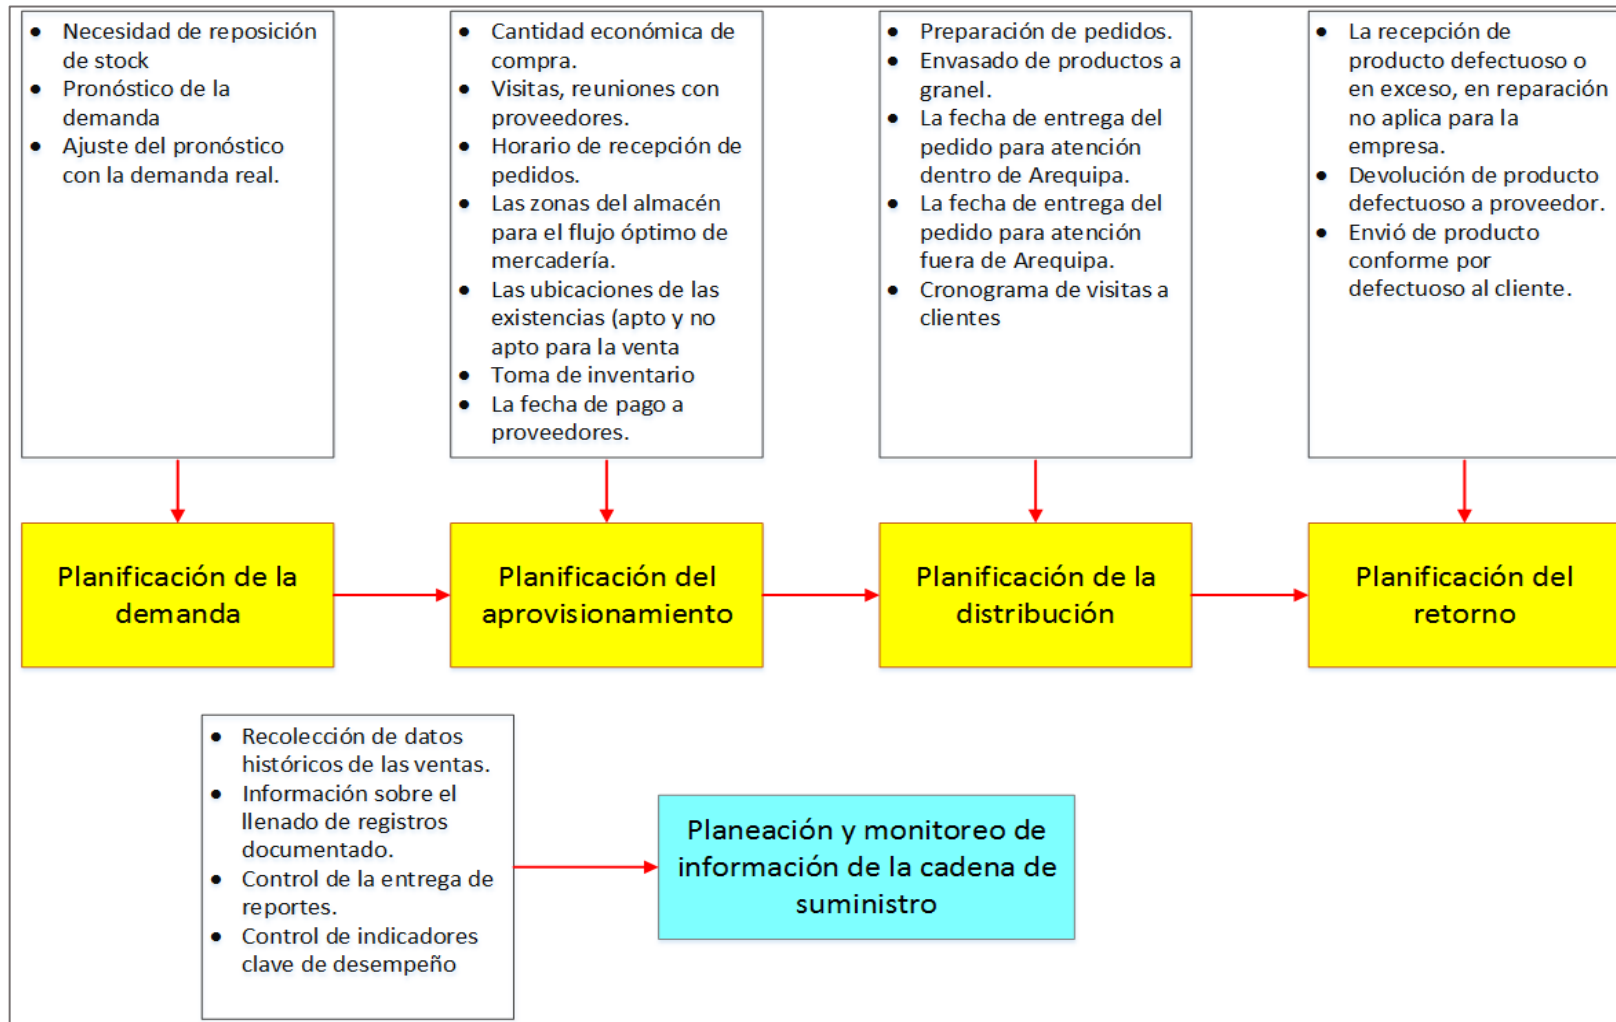 • Necesidad de reposición
de stock
• Pronóstico de la
demanda
• Ajuste del pronóstico
con la demanda real.
• Cantidad económica de
compra.
• Visitas, reuniones con
proveedores.
• Horario de recepción de
pedidos.
• Las zonas del almacén
para el flujo óptimo de
mercadería.
• Las ubicaciones de las
existencias (apto y no
apto para la venta
• Toma de inventario
• La fecha de pago a
proveedores.
• Preparación de pedidos.
• Envasado de productos a
granel.
• La fecha de entrega del
pedido para atención
dentro de Arequipa.
• La fecha de entrega del
pedido para atención
fuera de Arequipa.
• Cronograma de visitas a
clientes
• La recepción de
producto defectuoso o
en exceso, en reparación
no aplica para la
empresa.
• Devolución de producto
defectuoso a proveedor.
• Envió de producto
conforme por
defectuoso al cliente.
Planificación de la
demanda
Planificación del
aprovisionamiento
Planificación de la
distribución
Planificación del
retorno
• Recolección de datos
históricos de las ventas.
• Información sobre el
llenado de registros
documentado.
• Control de la entrega de
reportes.
• Control de indicadores
clave de desempeño
Planeación y monitoreo de
información de la cadena de
suministro